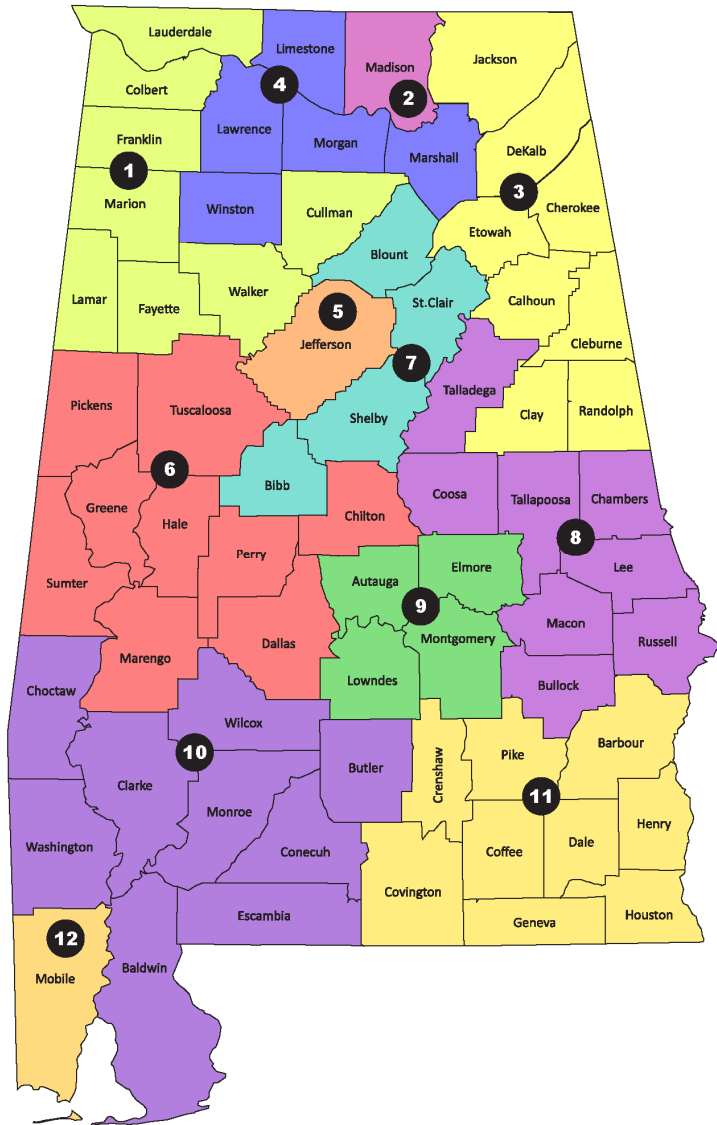 Lauderdale
Limestone
Madison
Jackson
Colbert
4
2
Franklin
Lawrence
Morgan
Marshall
DeKalb
1
3
Marion
Winston
Cullman
Cherokee
Etowah
Blount
Lamar
Fayette
Walker
St.Clair
Calhoun
5
Jefferson
Cleburne
7
Pickens
Tuscaloosa
Talladega
Shelby
Clay
Randolph
6
Bibb
Coosa
Tallapoosa
Chambers
Greene
Hale
Chilton
8
Perry
Lee
Sumter
Autauga
Elmore
9
Macon
Montgomery
Russell
Marengo
Dallas
Choctaw
Lowndes
Bullock
Wilcox
10
Butler
Crenshaw
Pike
Barbour
Clarke
11
Monroe
Henry
Washington
Conecuh
Coffee
Dale
Covington
Escambia
Geneva
Houston
12
Mobile
Baldwin